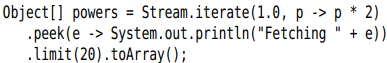 Object[] powers = Stream.iterate(1.0, p -> p * 2)
.peek(e -> System.out.println("Fetching " + e))
.limit(20).toArray();